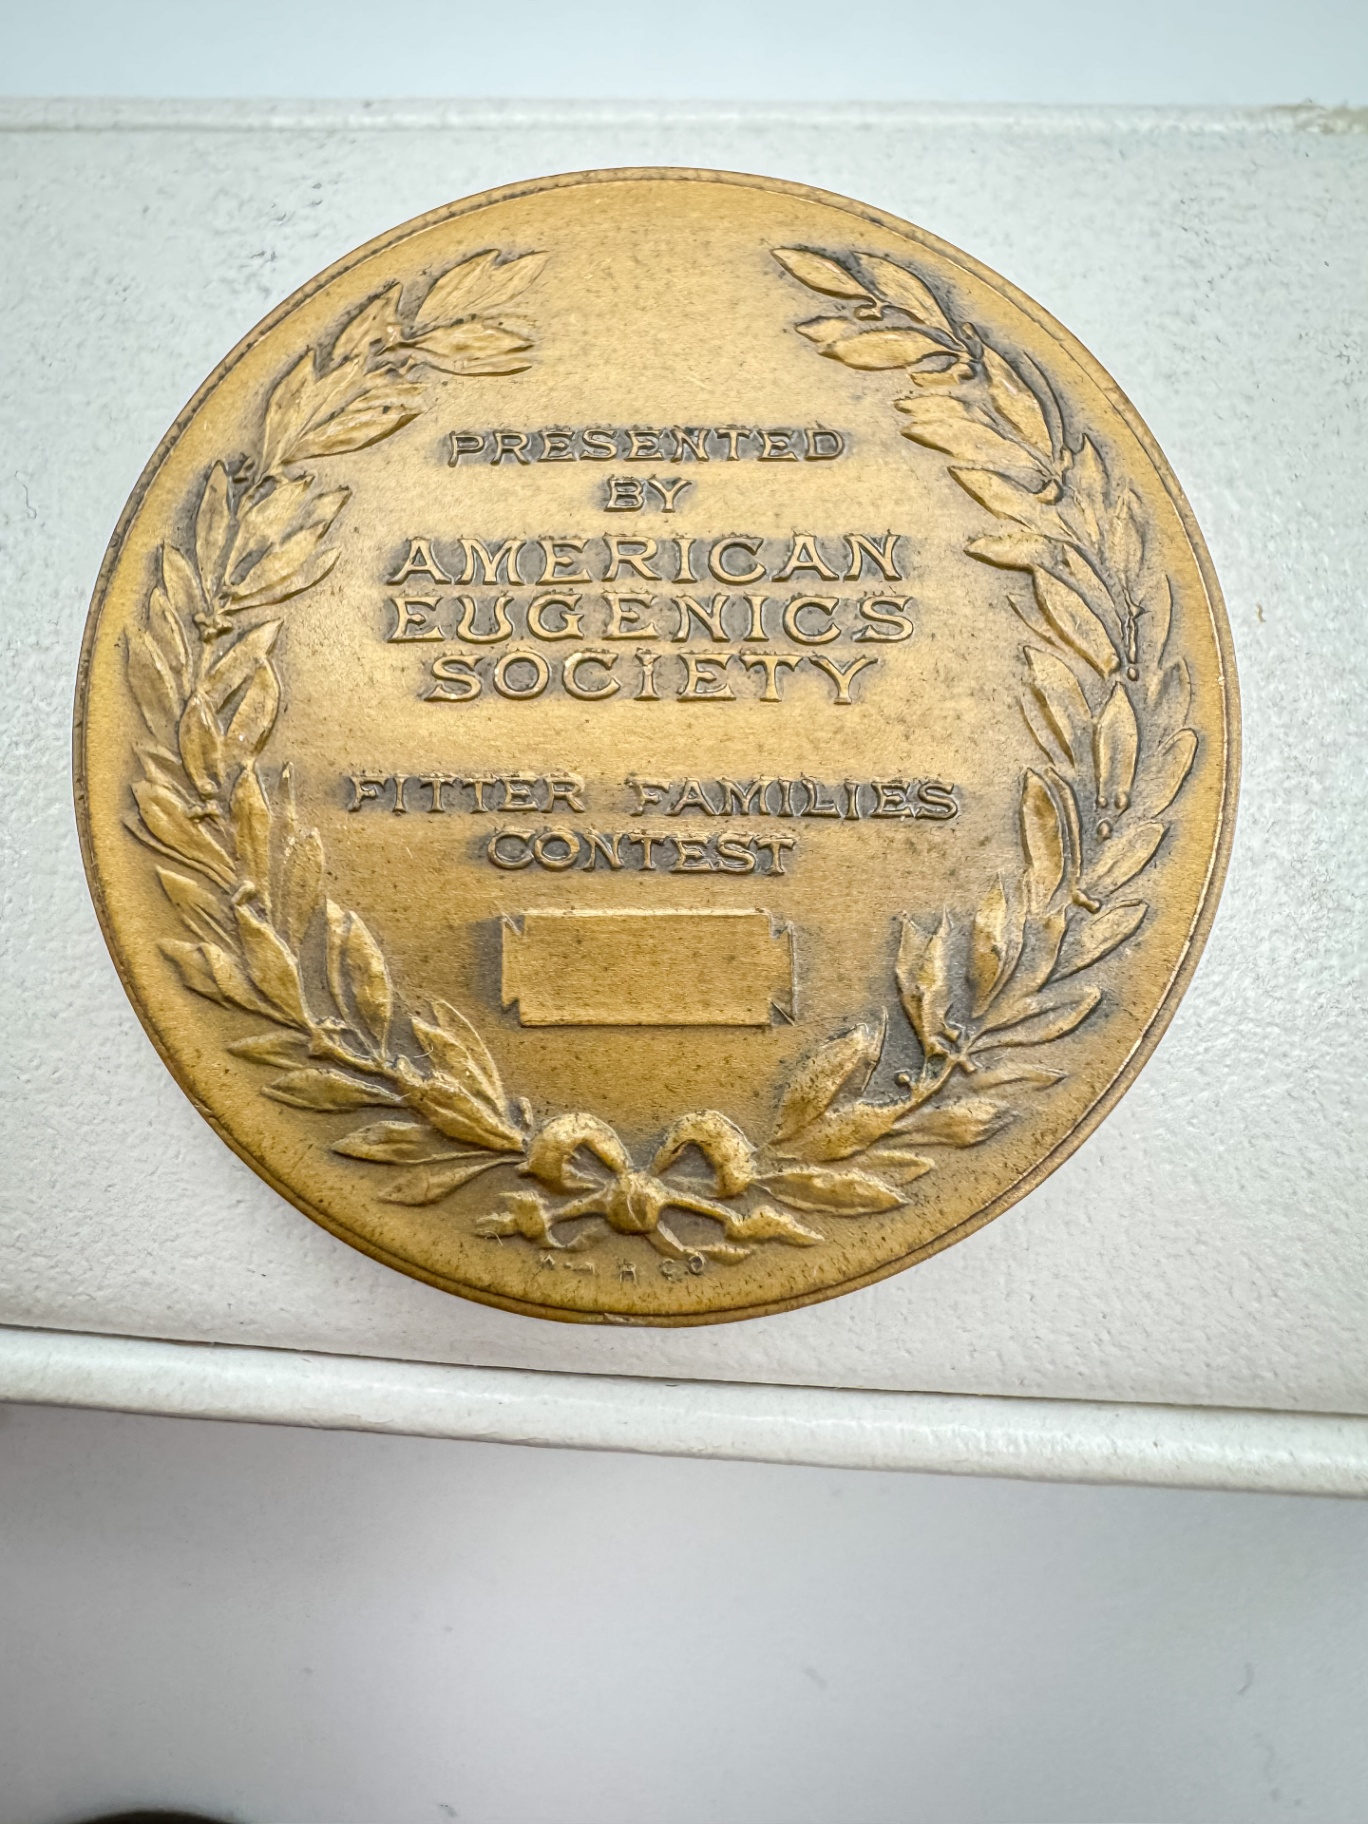 PRESENTED
BY
AMERICAN
EUGENICS
SOCIETY
FITTER FAMILIES
CONTEST